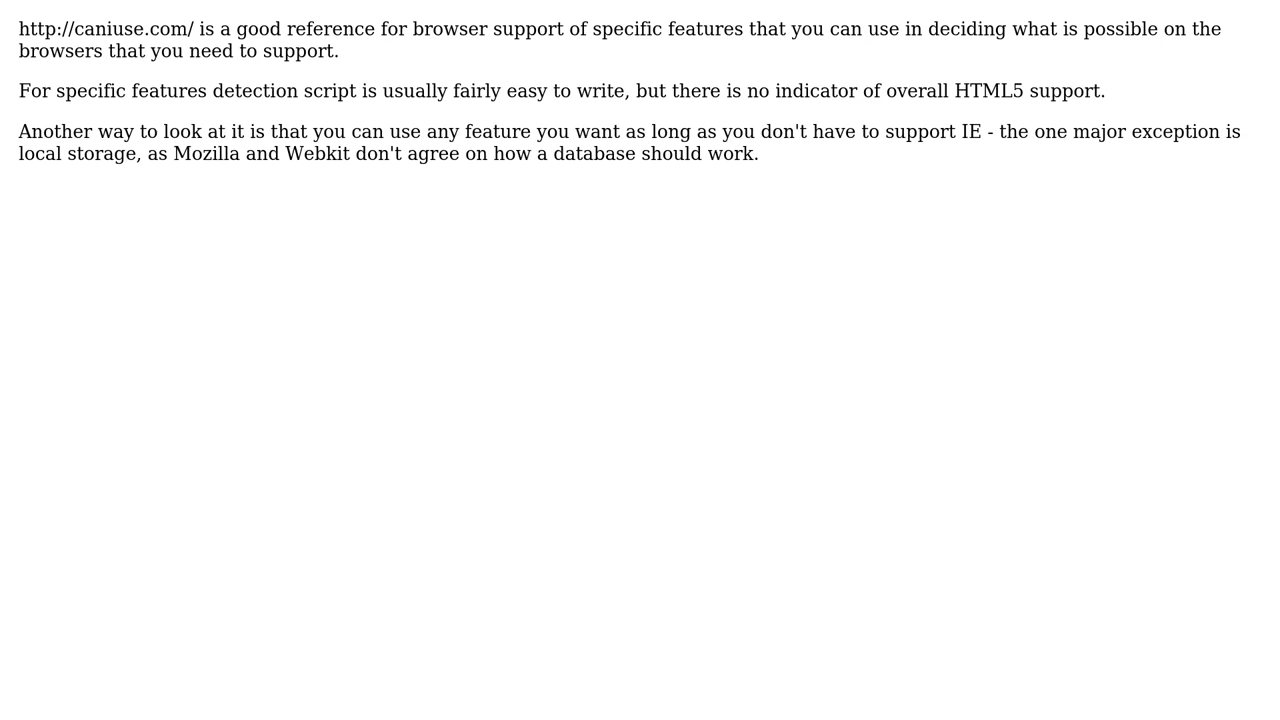 http://caniuse.com/ is a good reference for browser support of specific features that you can use in deciding what is possible on the
browsers that you need to support.
For specific features detection script is usually fairly easy to write, but there is no indicator of overall HTML5 support.
Another way to look at it is that you can use any feature you want as long as you don't have to support IE - the one major exception is
local storage, as Mozilla and Webkit don't agree on how a database should work.